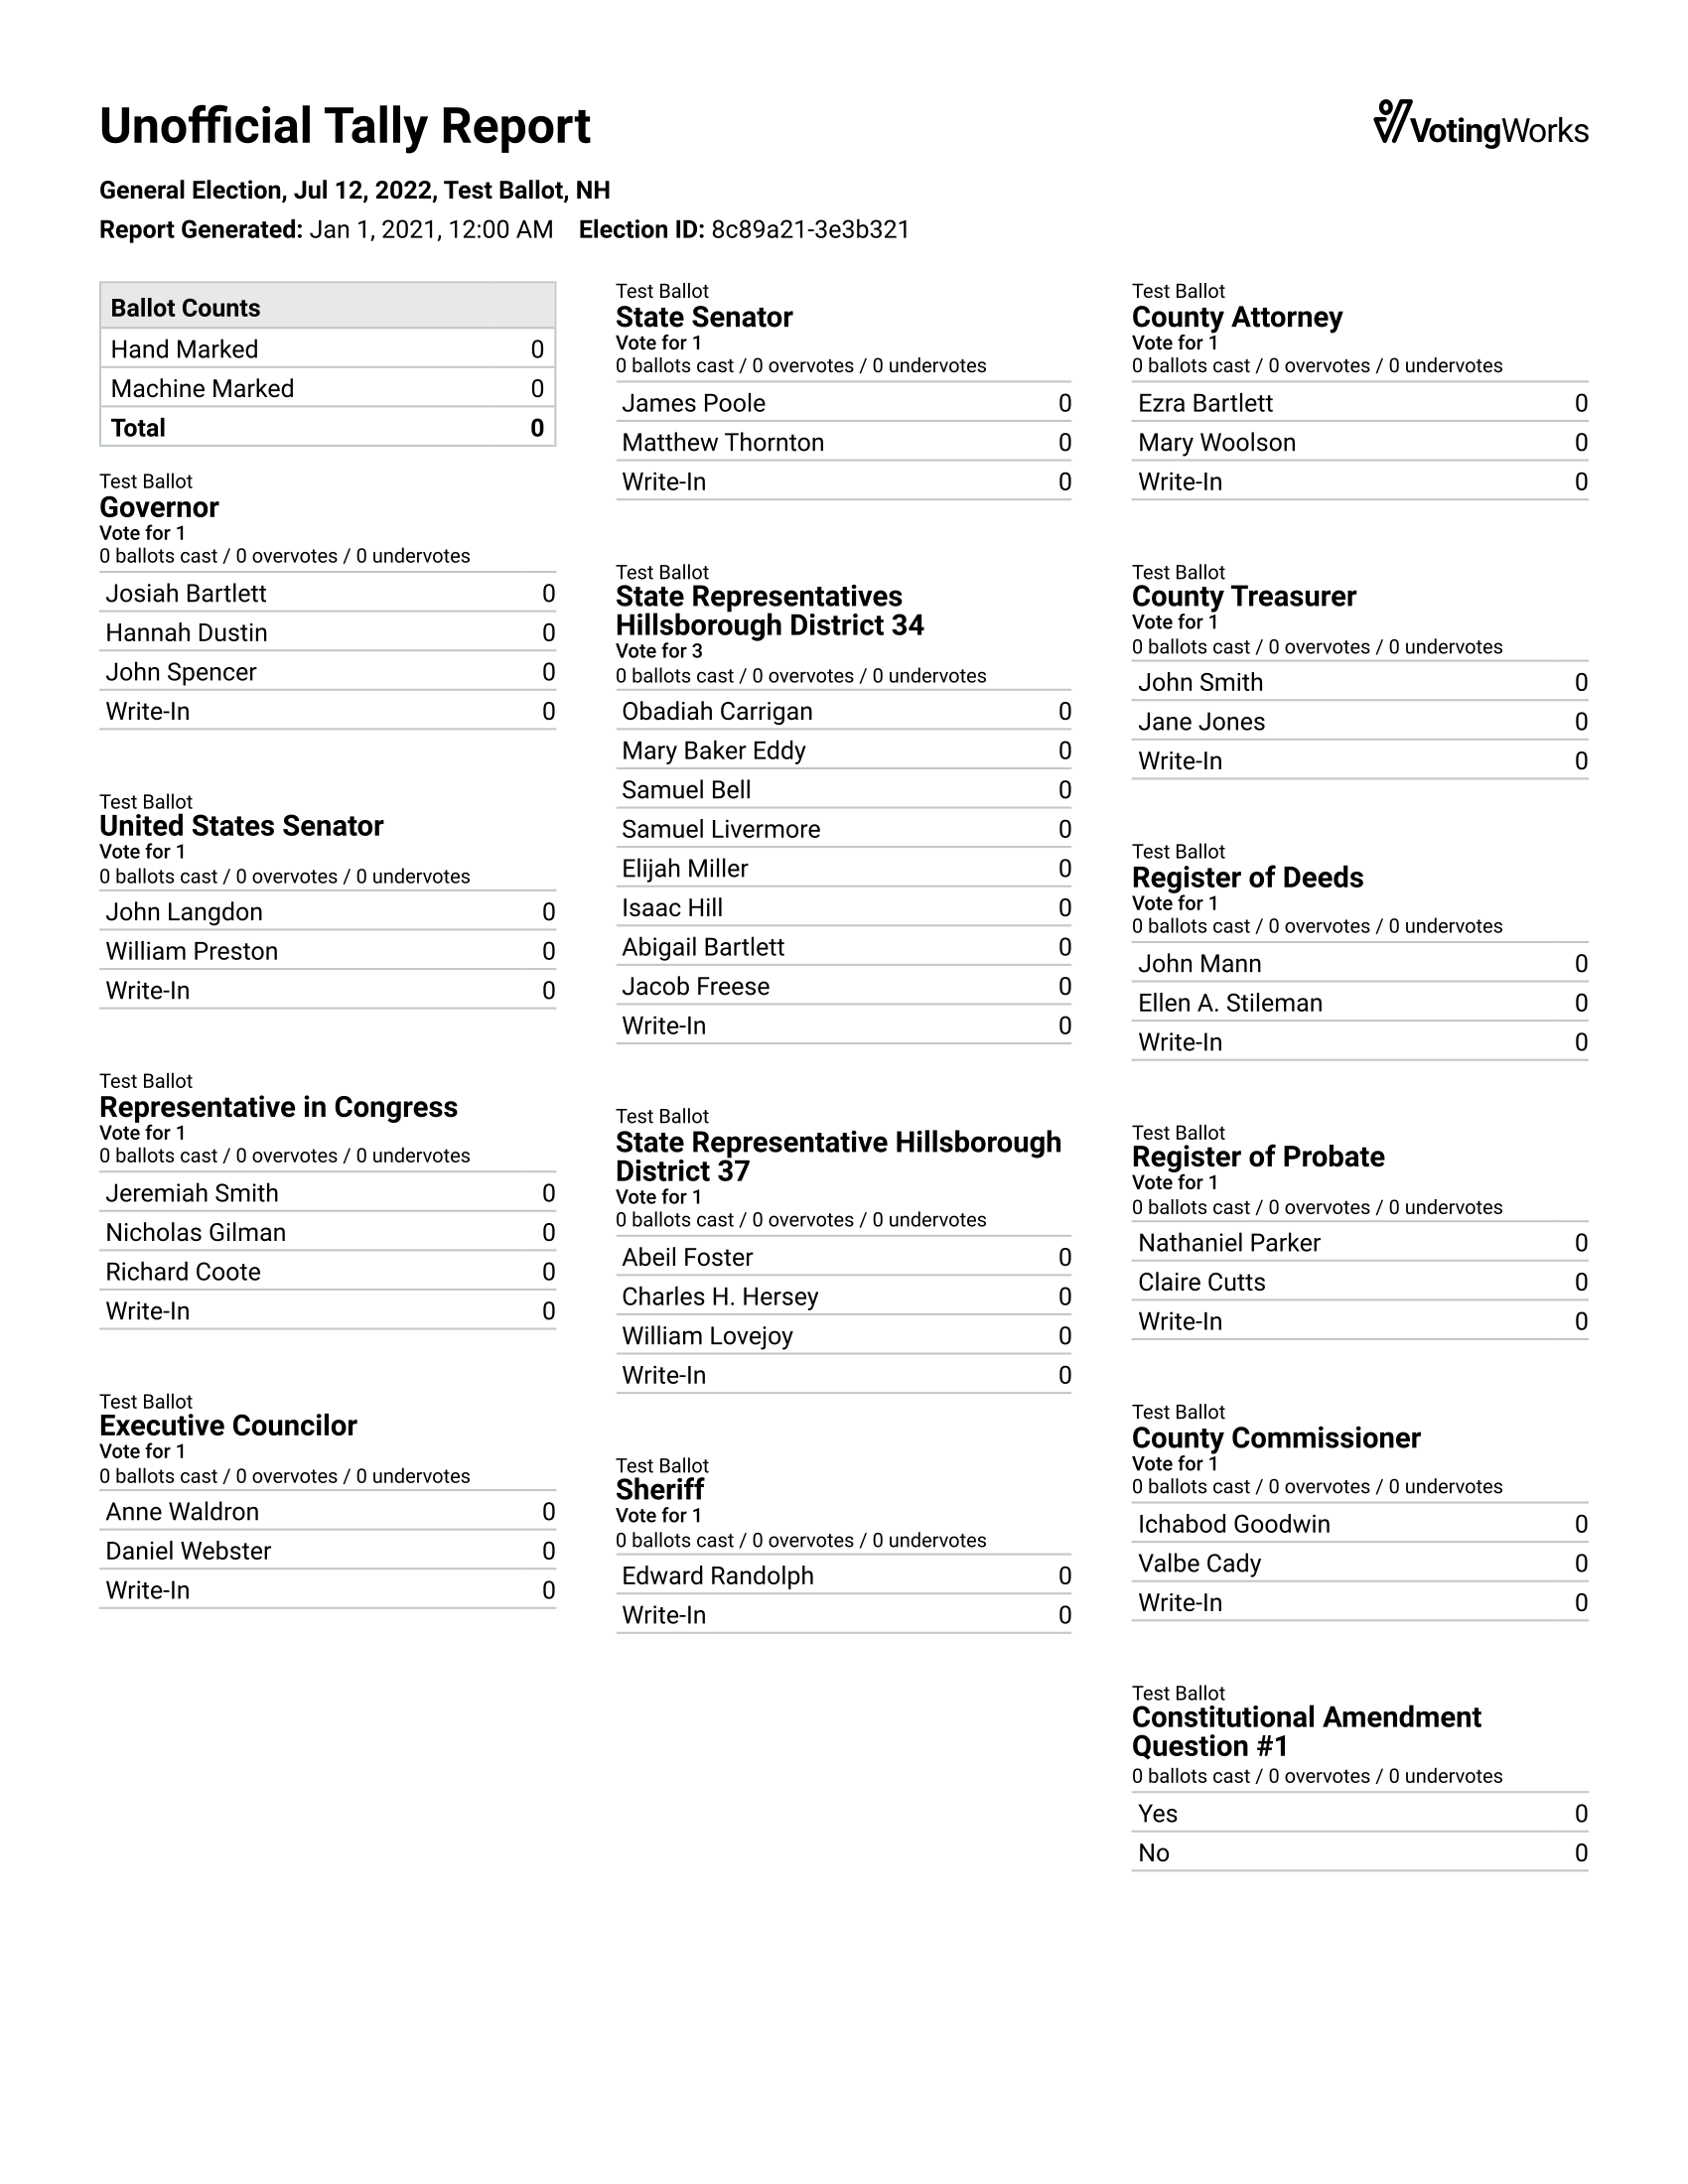 Unofficial Tally Report
VotingWorks
General Election, Jul 12, 2022, Test Ballot, NH
Report Generated: Jan 1, 2021, 12:00 AM Election ID: 8c89a21-3e3b321
Ballot Counts
Hand Marked 0
Machine Marked 0
Total 0
Test Ballot
Governor
Vote for 1
0 ballots cast / 0 overvotes / 0 undervotes
Josiah Bartlett 0
Hannah Dustin 0
John Spencer 0
Write-In 0
Test Ballot
United States Senator
Vote for 1
0 ballots cast / 0 overvotes / 0 undervotes
John Langdon 0
William Preston 0
Write-In 0
Test Ballot
Representative in Congress
Vote for 1
0 ballots cast / 0 overvotes / 0 undervotes
Jeremiah Smith 0
Nicholas Gilman 0
Richard Coote 0
Write-In 0
Test Ballot
Executive Councilor
Vote for 1
0 ballots cast / 0 overvotes / 0 undervotes
Anne Waldron 0
Daniel Webster 0
Write-In 0
Test Ballot
State Senator
Vote for 1
0 ballots cast / 0 overvotes / 0 undervotes
James Poole 0
Matthew Thornton 0
Write-In 0
Test Ballot
State Representatives
Hillsborough District 34
Vote for 3
0 ballots cast / 0 overvotes / 0 undervotes
Obadiah Carrigan 0
Mary Baker Eddy 0
Samuel Bell 0
Samuel Livermore 0
Elijah Miller 0
Isaac Hill 0
Abigail Bartlett 0
Jacob Freese 0
Write-In 0
Test Ballot
State Representative Hillsborough
District 37
Vote for 1
0 ballots cast / 0 overvotes / 0 undervotes
Abeil Foster 0
Charles H. Hersey 0
William Lovejoy 0
Write-In 0
Test Ballot
Sheriff
Vote for 1
0 ballots cast / 0 overvotes / 0 undervotes
Edward Randolph 0
Write-In 0
Test Ballot
County Attorney
Vote for 1
0 ballots cast / 0 overvotes / 0 undervotes
Ezra Bartlett 0
Mary Woolson 0
Write-In 0
Test Ballot
County Treasurer
Vote for 1
0 ballots cast / 0 overvotes / 0 undervotes
John Smith 0
Jane Jones 0
Write-In 0
Test Ballot
Register of Deeds
Vote for 1
0 ballots cast / 0 overvotes / 0 undervotes
John Mann 0
Ellen A. Stileman 0
Write-In 0
Test Ballot
Register of Probate
Vote for 1
0 ballots cast / 0 overvotes / 0 undervotes
Nathaniel Parker 0
Claire Cutts 0
Write-In 0
Test Ballot
County Commissioner
Vote for 1
0 ballots cast / 0 overvotes / 0 undervotes
Ichabod Goodwin 0
Valbe Cady 0
Write-In 0
Test Ballot
Constitutional Amendment
Question #1
0 ballots cast / 0 overvotes / 0 undervotes
Yes 0
No 0